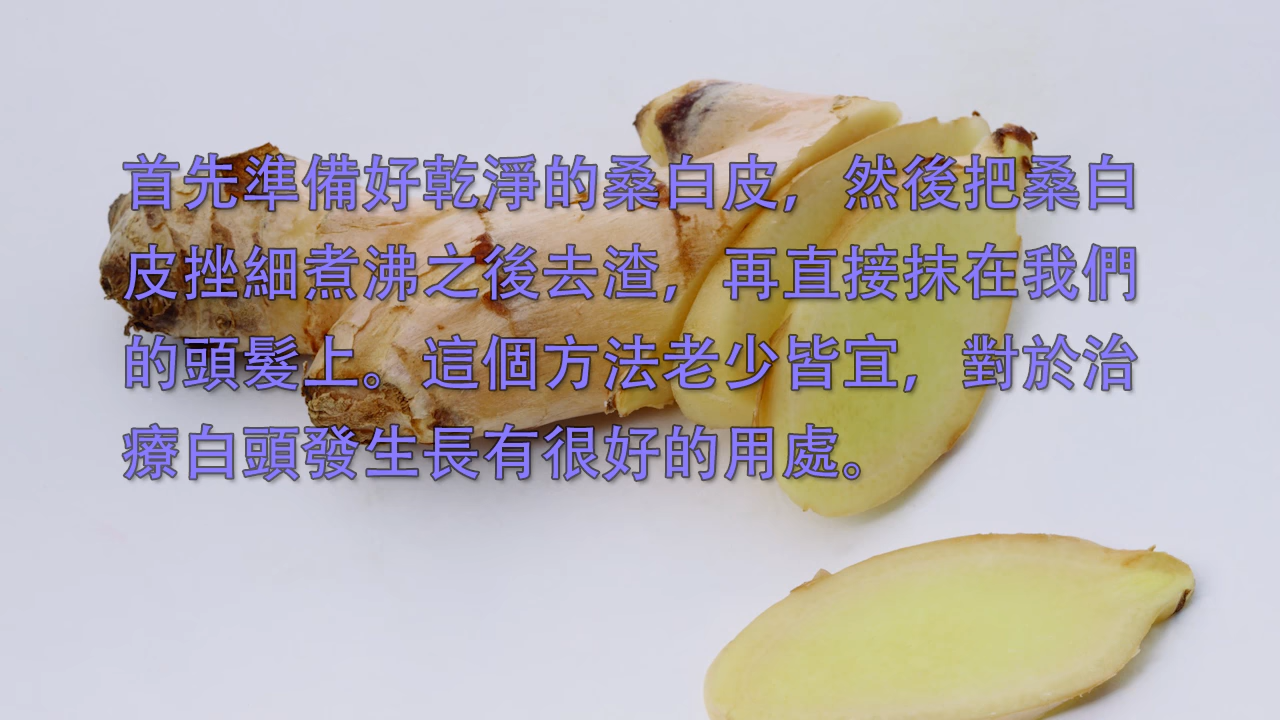 首先準備好乾淨的桑白皮，然後把桑白
皮挫細煮沸之後去渣，再直接抹在我們
的頭髮上。這個方法老少皆宜，對於治
療白頭發生長有很好的用處。